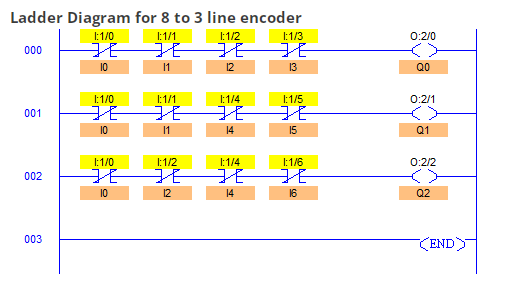 Ladder Diagram for 8 to 3 line encoder
I:1/0 I:1/1 I:1/2 I:1/3 O:2/0
000
I0 I1 I2 I3 Q0
I:1/0 I:1/1 I:1/4 I:1/5 O:2/1
001
I0 I1 I4 I5 Q1
I:1/0 I:1/2 I:1/4 I:1/6 O:2/2
002
I0 I2 I4 I6 Q2
003 END